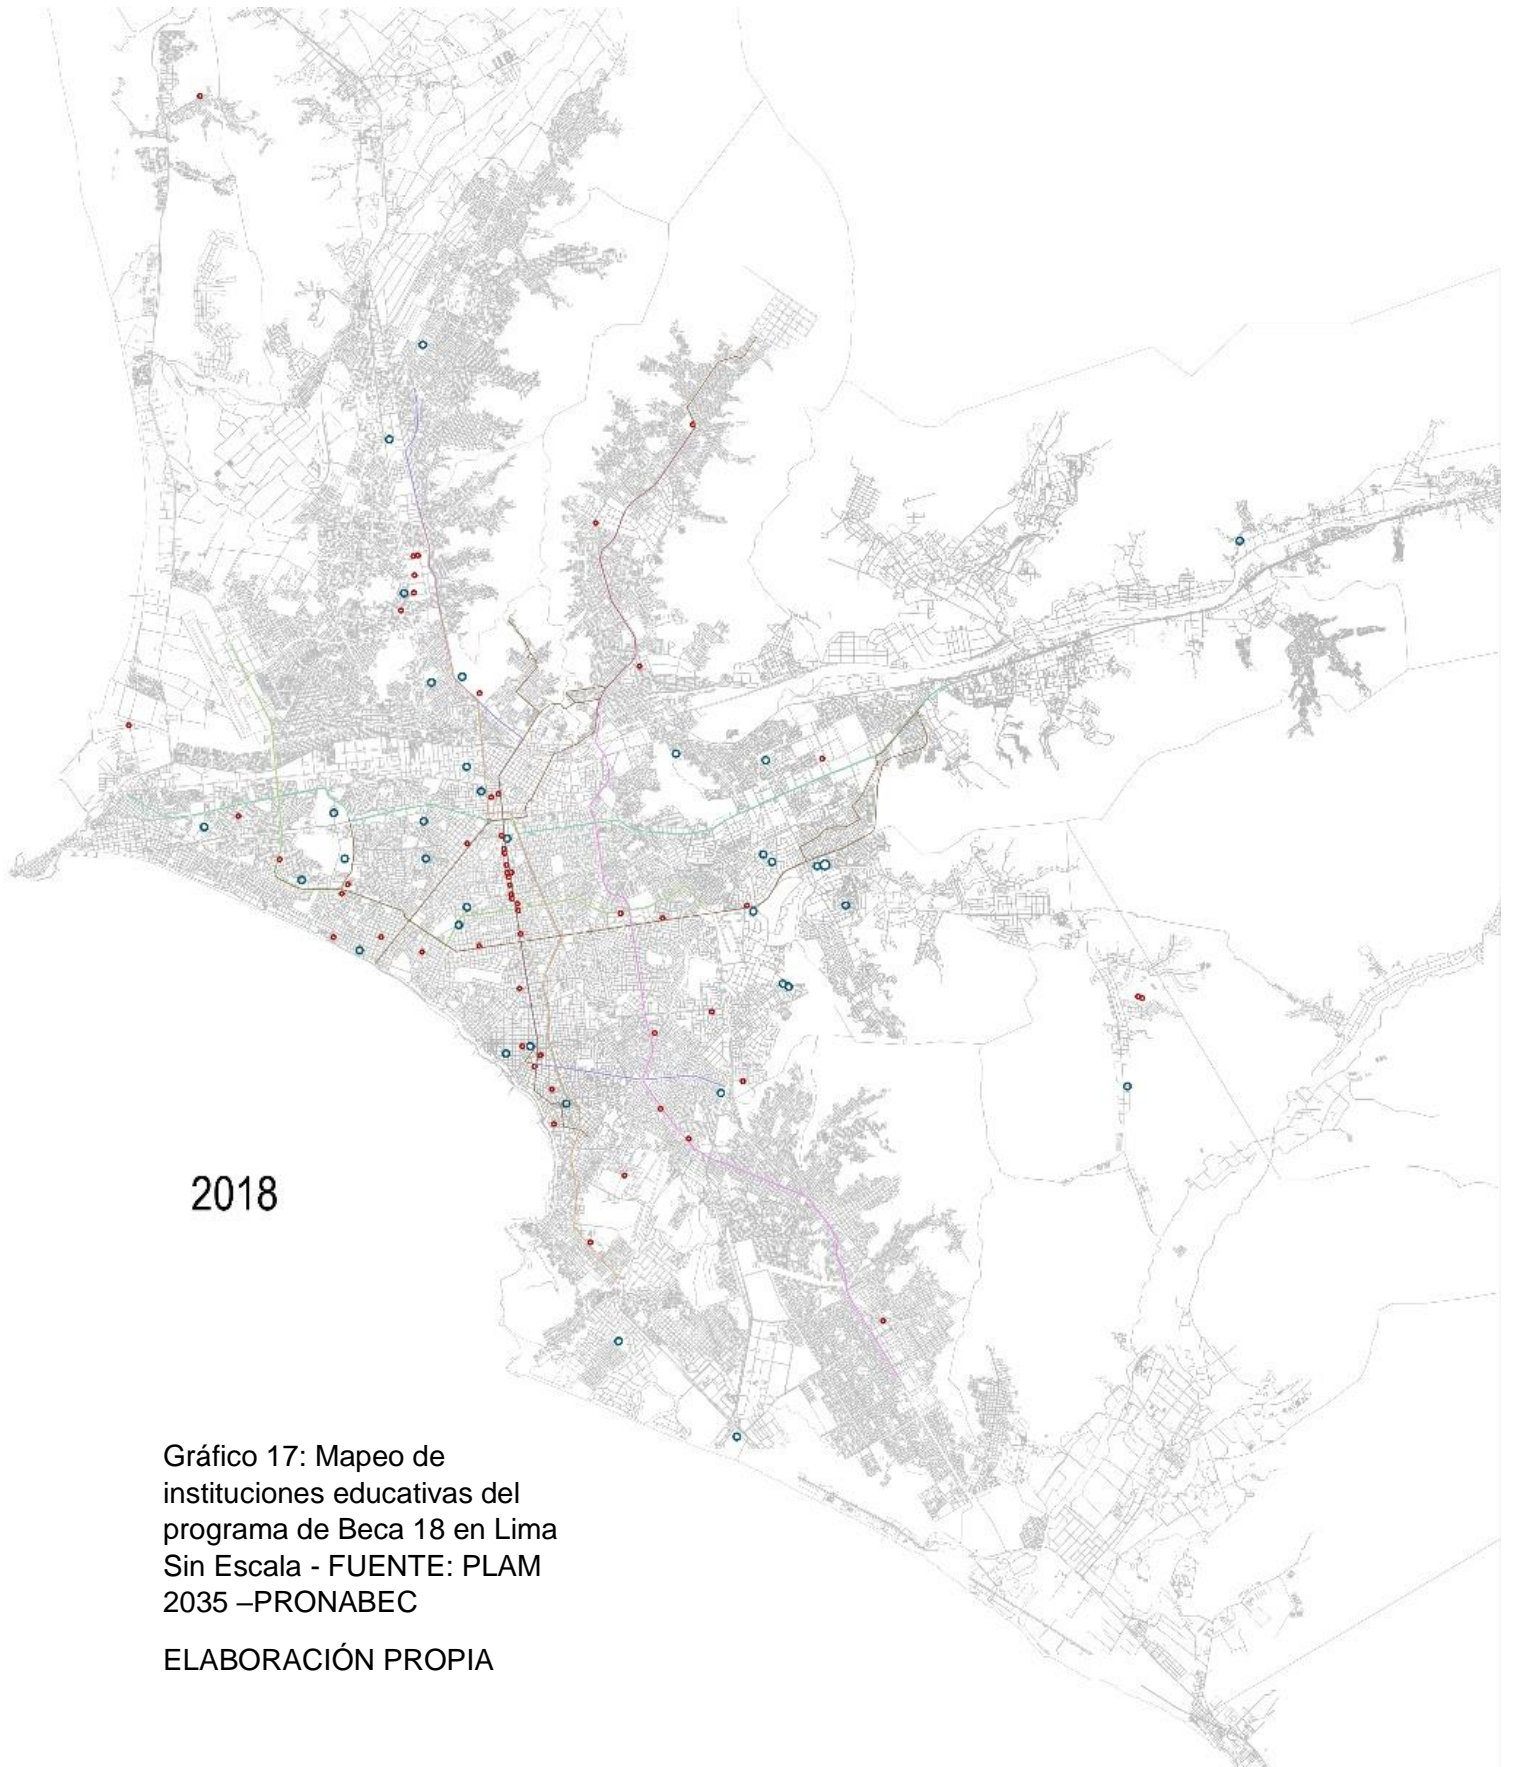 2018
Gráfico 17: Mapeo de
instituciones educativas del
programa de Beca 18 en Lima
Sin Escala - FUENTE: PLAM
2035 –PRONABEC
ELABORACIÓN PROPIA